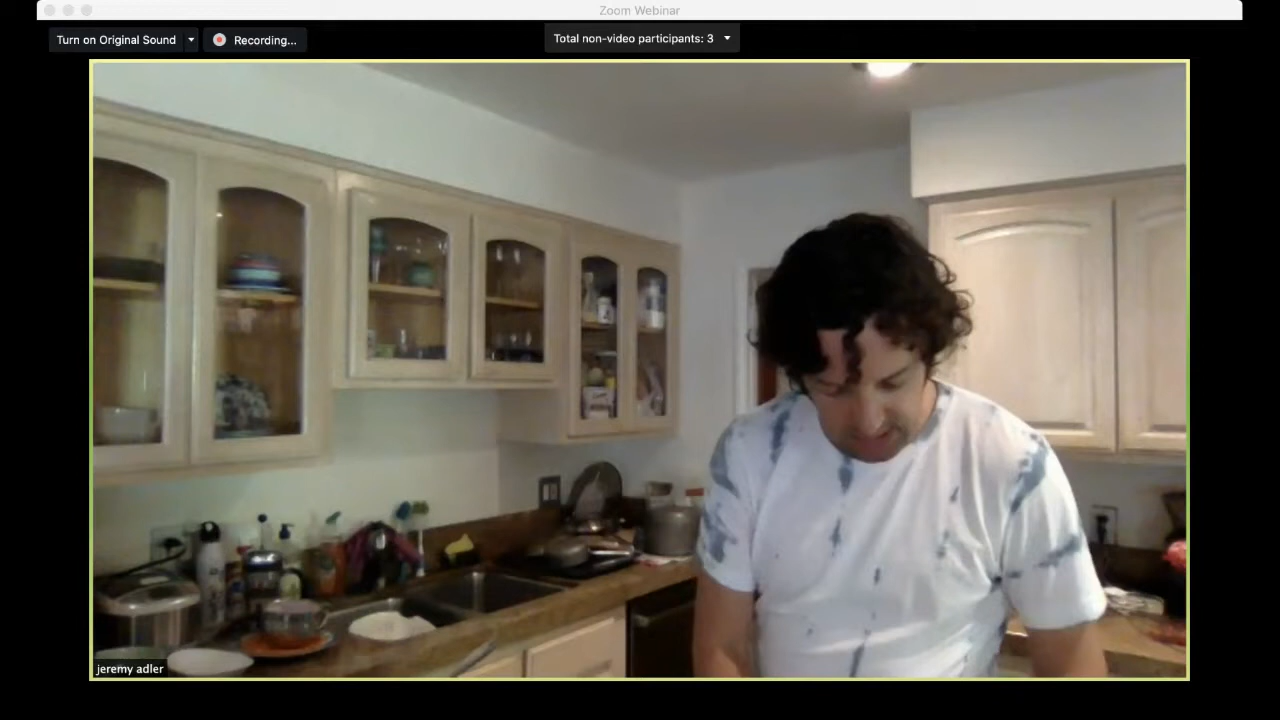 Zoom Webinar
Turn on Original Sound
Recording...
Total non-video participants: 3
jeremy adler